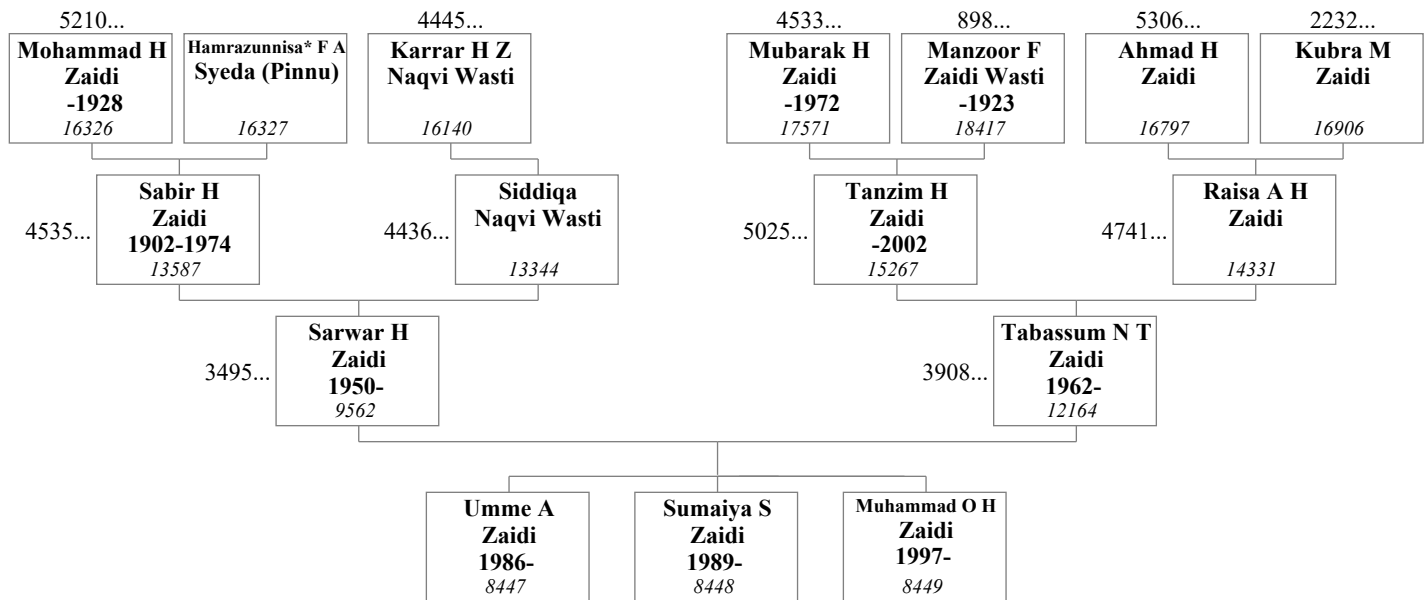 5210...
4445...
4533...
898...
5306...
2232...
Mohammad H
Zaidi
-1928
16326
Hamrazunnisa* F A
Syeda (Pinnu)
16327
Karrar H Z
Naqvi Wasti
16140
Mubarak H
Zaidi
-1972
17571
Manzoor F
Zaidi Wasti
-1923
18417
Ahmad H
Zaidi
16797
Kubra M
Zaidi
16906
4535...
Sabir H
Zaidi
1902-1974
13587
4436...
Siddiqa
Naqvi Wasti
13344
5025...
Tanzim H
Zaidi
-2002
15267
4741...
Raisa A H
Zaidi
14331
3495...
Sarwar H
Zaidi
1950-
9562
3908...
Tabassum N T
Zaidi
1962-
12164
Umme A
Zaidi
1986-
8447
Sumaiya S
Zaidi
1989-
8448
Muhammad O H
Zaidi
1997-
8449